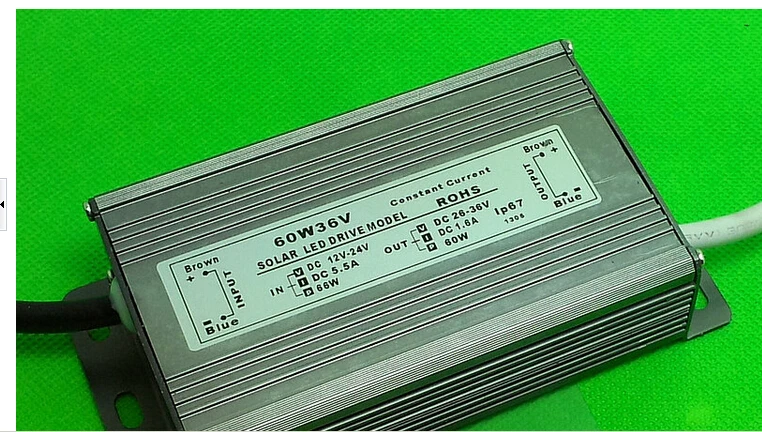 60W36V
Constant Current
SOLAR LED DRIVE MODEL
ROHS
Brown
+
INPUT
-
Blue
IN
V DC 12V-24V
I DC 5.5A
P 66W
OUT
V DC 26-36V
I DC 1.6A
P 60W
Ip67
1305
Brown
+
OUTPUT
-
Blue